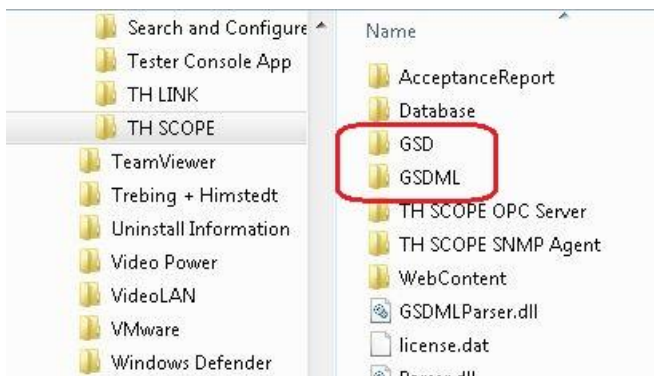 Search and Configure
Tester Console App
TH LINK
TH SCOPE
TeamViewer
Trebing + Himstedt
Uninstall Information
Video Power
VideoLAN
VMware
Windows Defender
Name
AcceptanceReport
Database
GSD
GSDML
TH SCOPE OPC Server
TH SCOPE SNMP Agent
WebContent
GSDMLParser.dll
license.dat